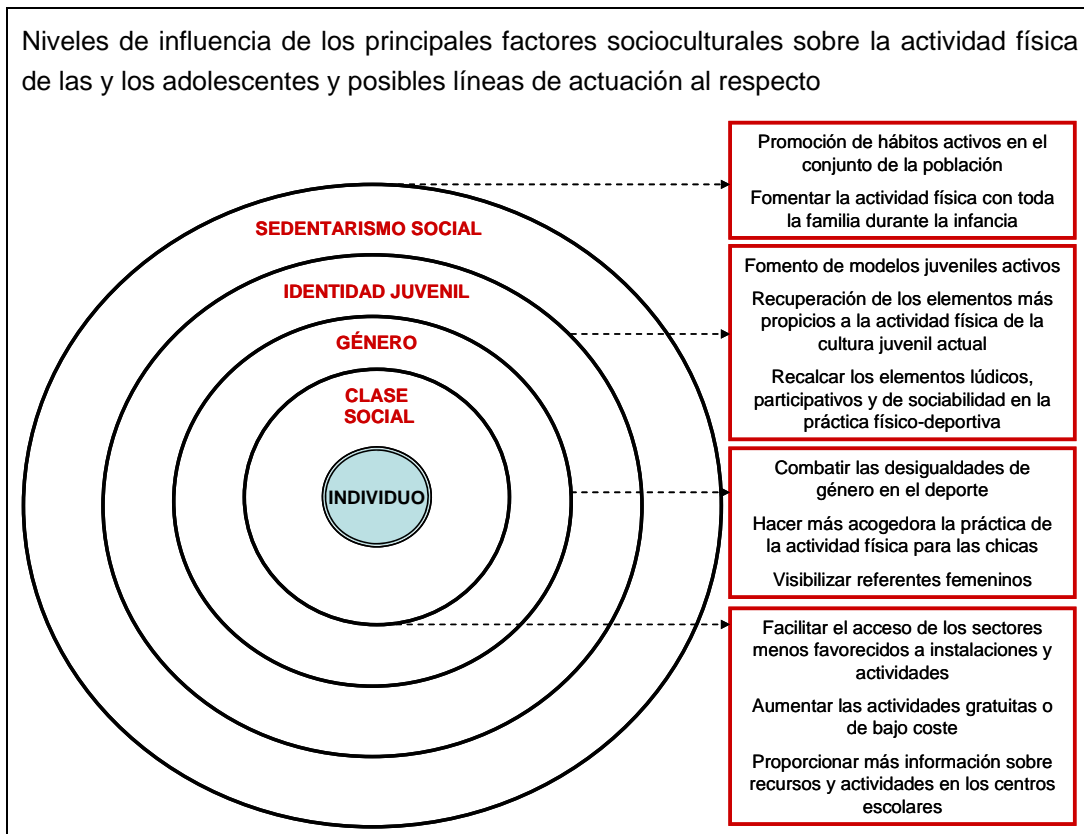 Niveles de influencia de los principales factores socioculturales sobre la actividad física
de las y los adolescentes y posibles líneas de actuación al respecto
SEDENTARISMO SOCIAL
IDENTIDAD JUVENIL
GÉNERO
CLASE
SOCIAL
INDIVIDUO
Promoción de hábitos activos en el
conjunto de la población
Fomentar la actividad física con toda
la familia durante la infancia
Fomento de modelos juveniles activos
Recuperación de los elementos más
propicios a la actividad física de la
cultura juvenil actual
Recalcar los elementos lúdicos,
participativos y de sociabilidad en la
práctica físico-deportiva
Combatir las desigualdades de
género en el deporte
Hacer más acogedora la práctica de
la actividad física para las chicas
Visibilizar referentes femeninos
Facilitar el acceso de los sectores
menos favorecidos a instalaciones y
actividades
Aumentar las actividades gratuitas o
de bajo coste
Proporcionar más información sobre
recursos y actividades en los centros
escolares